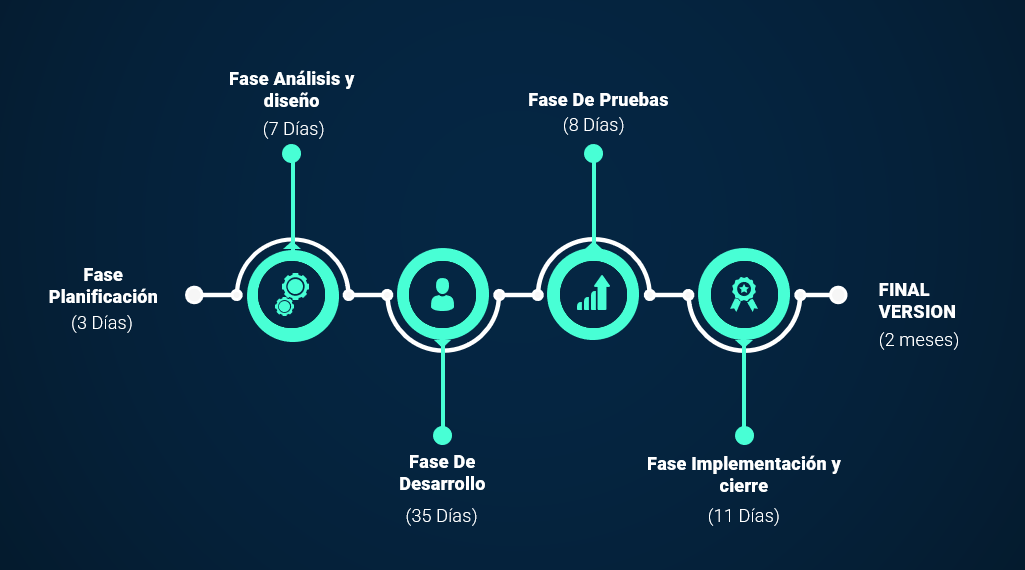 Fase
Planificación
(3 Días)
Fase Análisis y
diseño
(7 Días)
Fase De
Desarrollo
(35 Días)
Fase De Pruebas
(8 Días)
Fase Implementación y
cierre
(11 Días)
FINAL
VERSION
(2 meses)